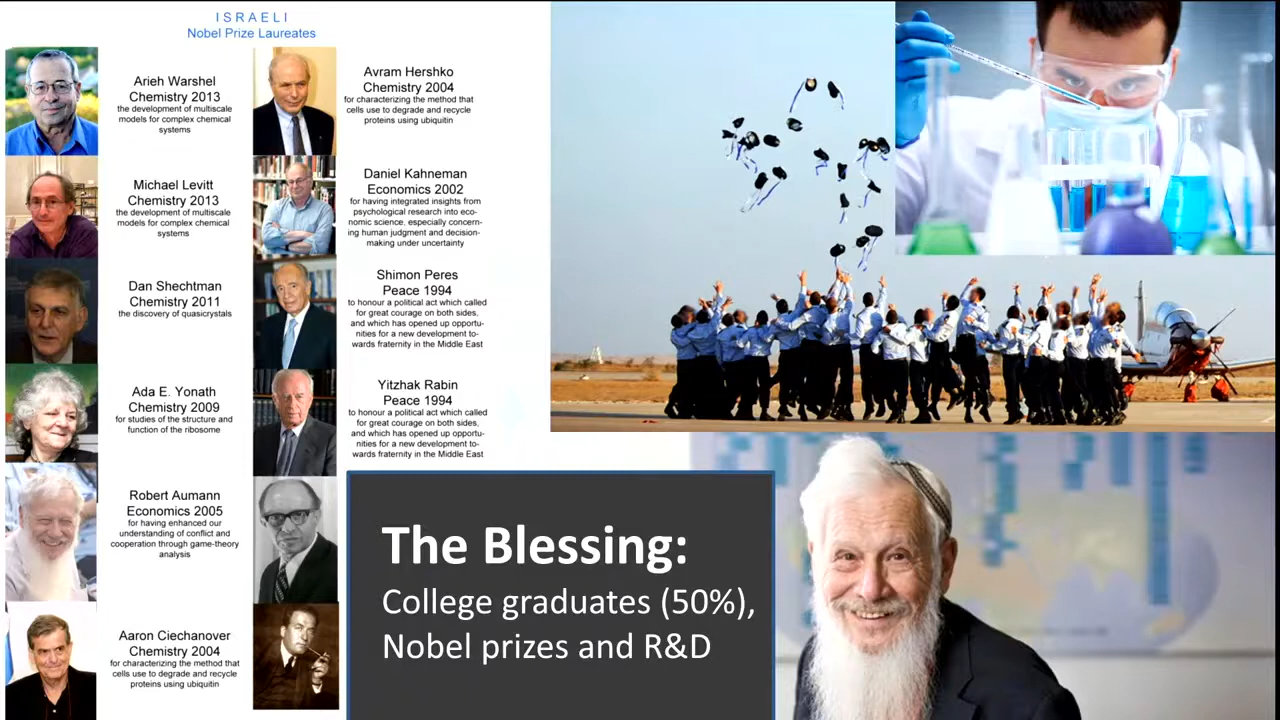 I S R A E L I
Nobel Prize Laureates
Arieh Warshel
Chemistry 2013
the development of multiscale
models for complex chemical
systems
Michael Levitt
Chemistry 2013
the development of multiscale
models for complex chemical
systems
Dan Shechtman
Chemistry 2011
the discovery of quasicrystals
Ada E. Yonath
Chemistry 2009
for studies of the structure and
function of the ribosome
Robert Aumann
Economics 2005
for having enhanced our
understanding of conflict and
cooperation through game-theory
analysis
Aaron Ciechanover
Chemistry 2004
for characterizing the method that
cells use to degrade and recycle
proteins using ubiquitin
Avram Hershko
Chemistry 2004
for characterizing the method that
cells use to degrade and recycle
proteins using ubiquitin
Daniel Kahneman
Economics 2002
for having integrated insights from
psychological research into eco-
nomic science, especially concern-
ing human judgment and decision-
making under uncertainty
Shimon Peres
Peace 1994
to honour a political act which called
for great courage on both sides,
and which has opened up opportu-
nities for a new development to-
wards fraternity in the Middle East
Yitzhak Rabin
Peace 1994
to honour a political act which called
for great courage on both sides,
and which has opened up opportu-
nities for a new development to-
wards fraternity in the Middle East
The Blessing:
College graduates (50%),
Nobel prizes and R&D